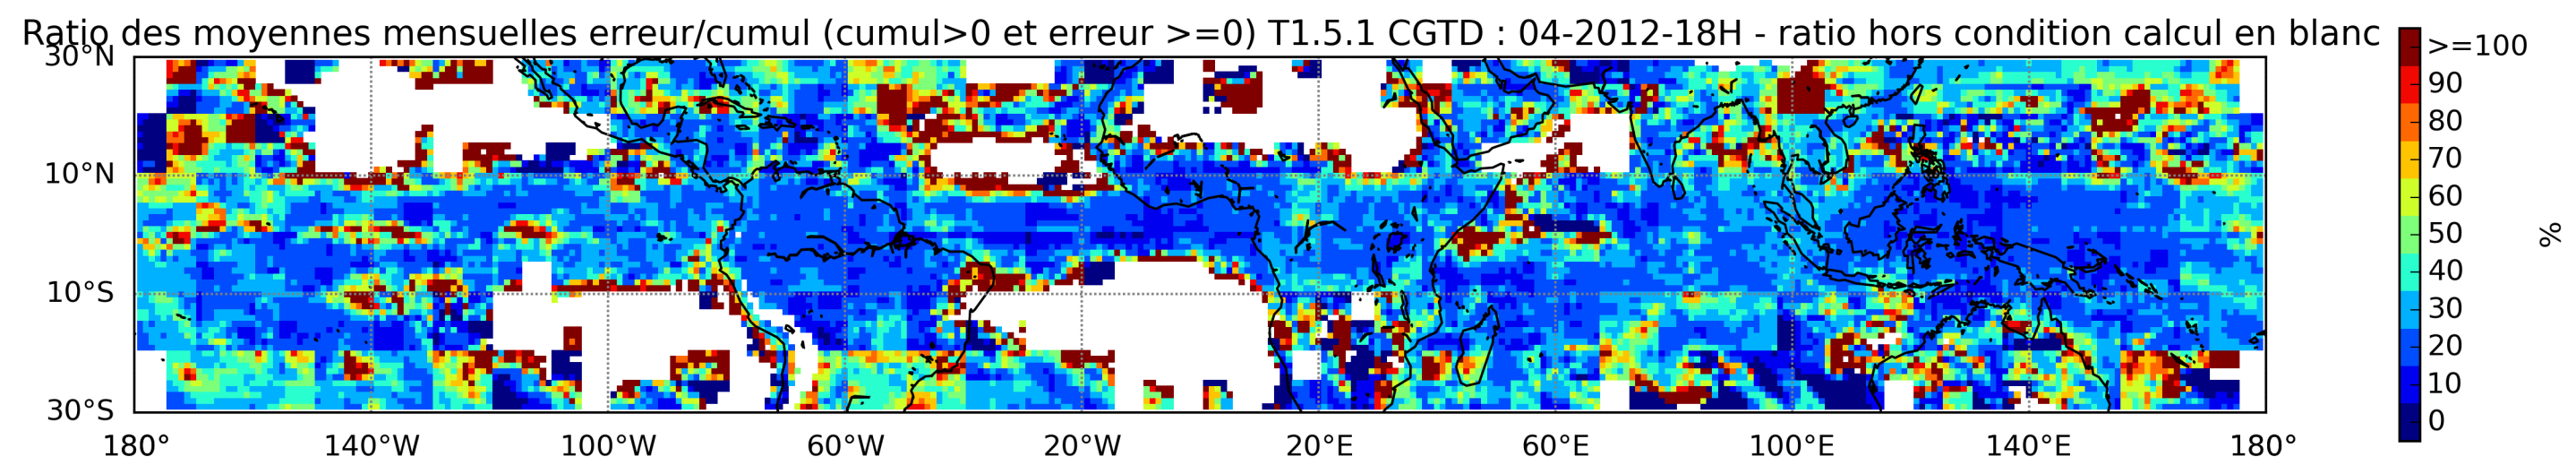 Ratio des moyennes mensuelles erreur/cumul (cumul>0 et erreur >=0) T1.5.1 CGTD : 04-2012-18H - ratio hors condition calcul en blanc
30°N
10°N
10°S
30°S
180° 140°W 100°W 60°W 20°W 20°E 60°E 100°E 140°E 180°
>=100
90
80
70
60
50
40
30
20
10
0
%